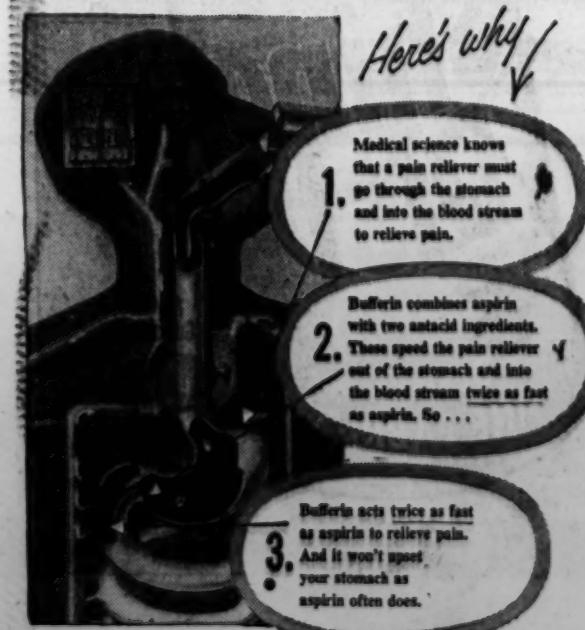 Here's why
1.
Medical science knows
that a pain reliever must
go through the stomach
and into the blood stream
to relieve pain.
2.
Bufferin combines aspirin
with two antacid ingredients.
These speed the pain reliever
out of the stomach and into
the blood stream twice as fast
as aspirin. So . . .
3.
Bufferin acts twice as fast
as aspirin to relieve pain.
And it won't upset
your stomach as
aspirin often does.